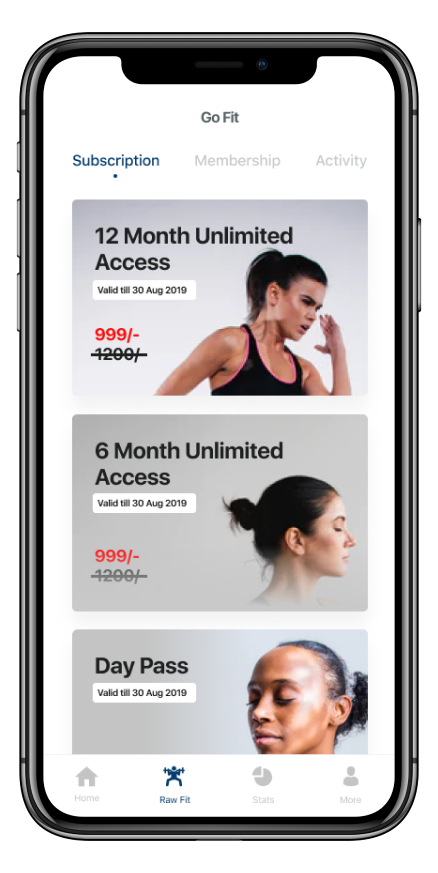 Go Fit
Subscription Membership Activity
12 Month Unlimited
Access
Valid till 30 Aug 2019
999/-
1200/-
6 Month Unlimited
Access
Valid till 30 Aug 2019
999/-
1200/-
Day Pass
Valid till 30 Aug 2019
Home Raw Fit Stats More